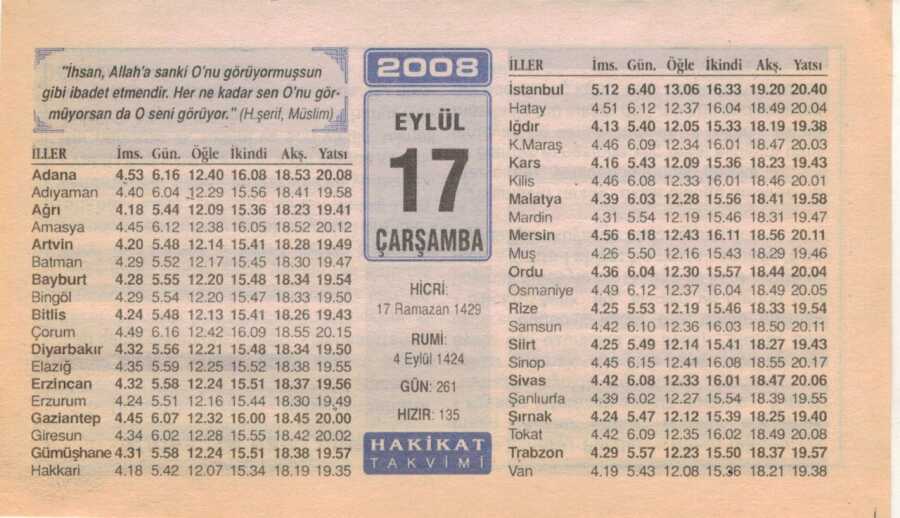 "İhsan, Allah'a sanki O'nu görüyormuşsun
gibi ibadet etmendir. Her ne kadar sen O'nu gör-
müyorsan da O seni görüyor." (H.şerif, Müslim)
İLLER İms. Gün. Öğle İkindi Akş. Yatsı
Adana 4.53 6.16 12.40 16.08 18.53 20.08
Adıyaman 4.40 6.04 12.29 15.56 18.41 19.58
Ağrı 4.18 5.44 12.09 15.36 18.23 19.41
Amasya 4.45 6.12 12.38 16.05 18.52 20.12
Artvin 4.20 5.48 12.14 15.41 18.28 19.49
Batman 4.29 5.52 12.17 15.45 18.30 19.47
Bayburt 4.28 5.55 12.20 15.48 18.34 19.54
Bingöl 4.29 5.54 12.20 15.47 18.33 19.50
Bitlis 4.24 5.48 12.13 15.41 18.26 19.43
Çorum 4.49 6.16 12.42 16.09 18.55 20.15
Diyarbakır 4.32 5.56 12.21 15.48 18.34 19.50
Elazığ 4.35 5.59 12.25 15.52 18.38 19.55
Erzincan 4.32 5.58 12.24 15.51 18.37 19.56
Erzurum 4.24 5.51 12.16 15.44 18.30 19.49
Gaziantep 4.45 6.07 12.32 16.00 18.45 20.00
Giresun 4.34 6.02 12.28 15.55 18.42 20.02
Gümüşhane 4.31 5.58 12.24 15.51 18.38 19.57
Hakkari 4.18 5.42 12.07 15.34 18.19 19.35
2008
EYLÜL
17
ÇARŞAMBA
HİCRİ:
17 Ramazan 1429
RUMİ:
4 Eylül 1424
GÜN: 261
HIZIR: 135
HAKİKAT
TAKVİMİ
İLLER İms. Gün. Öğle İkindi Akş. Yatsı
İstanbul 5.12 6.40 13.06 16.33 19.20 20.40
Hatay 4.51 6.12 12.37 16.04 18.49 20.04
Iğdır 4.13 5.40 12.05 15.33 18.19 19.38
K.Maraş 4.46 6.09 12.34 16.01 18.47 20.03
Kars 4.16 5.43 12.09 15.36 18.23 19.43
Kilis 4.46 6.08 12.33 16.01 18.46 20.01
Malatya 4.39 6.03 12.28 15.56 18.41 19.58
Mardin 4.31 5.54 12.19 15.46 18.31 19.47
Mersin 4.56 6.18 12.43 16.11 18.56 20.11
Muş 4.26 5.50 12.16 15.43 18.29 19.46
Ordu 4.36 6.04 12.30 15.57 18.44 20.04
Osmaniye 4.49 6.12 12.37 16.04 18.49 20.05
Rize 4.25 5.53 12.19 15.46 18.33 19.54
Samsun 4.42 6.10 12.36 16.03 18.50 20.11
Siirt 4.25 5.49 12.14 15.41 18.27 19.43
Sinop 4.45 6.15 12.41 16.08 18.55 20.17
Sivas 4.42 6.08 12.33 16.01 18.47 20.06
Şanlıurfa 4.39 6.02 12.27 15.54 18.39 19.55
Şırnak 4.24 5.47 12.12 15.39 18.25 19.40
Tokat 4.42 6.09 12.35 16.02 18.49 20.08
Trabzon 4.29 5.57 12.23 15.50 18.37 19.57
Van 4.19 5.43 12.08 15.36 18.21 19.38